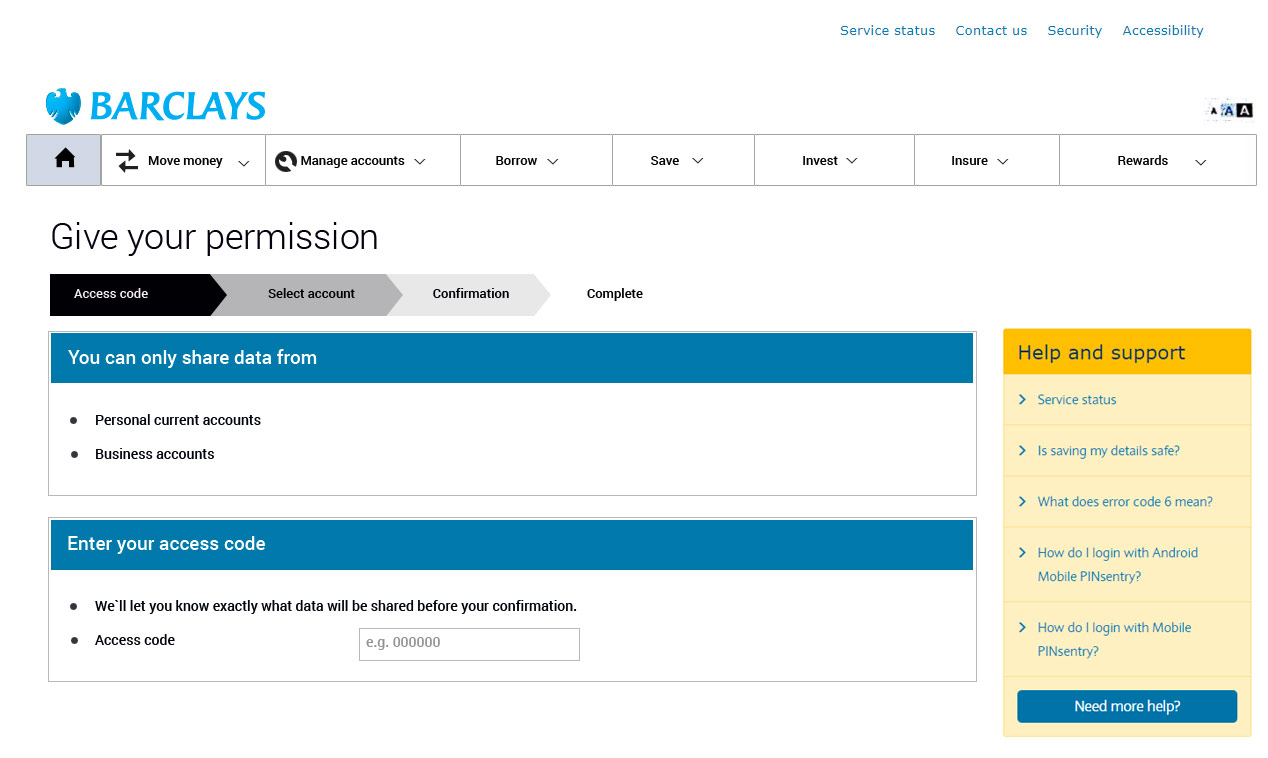 Service status Contact us Security Accessibility
BARCLAYS
A A A
Move money Manage accounts Borrow Save Invest Insure Rewards
Give your permission
Access code Select account Confirmation Complete
You can only share data from
Personal current accounts
Business accounts
Enter your access code
We`ll let you know exactly what data will be shared before your confirmation.
Access code e.g. 000000
Help and support
Service status
Is saving my details safe?
What does error code 6 mean?
How do I login with Android
Mobile PINsentry?
How do I login with Mobile
PINsentry?
Need more help?